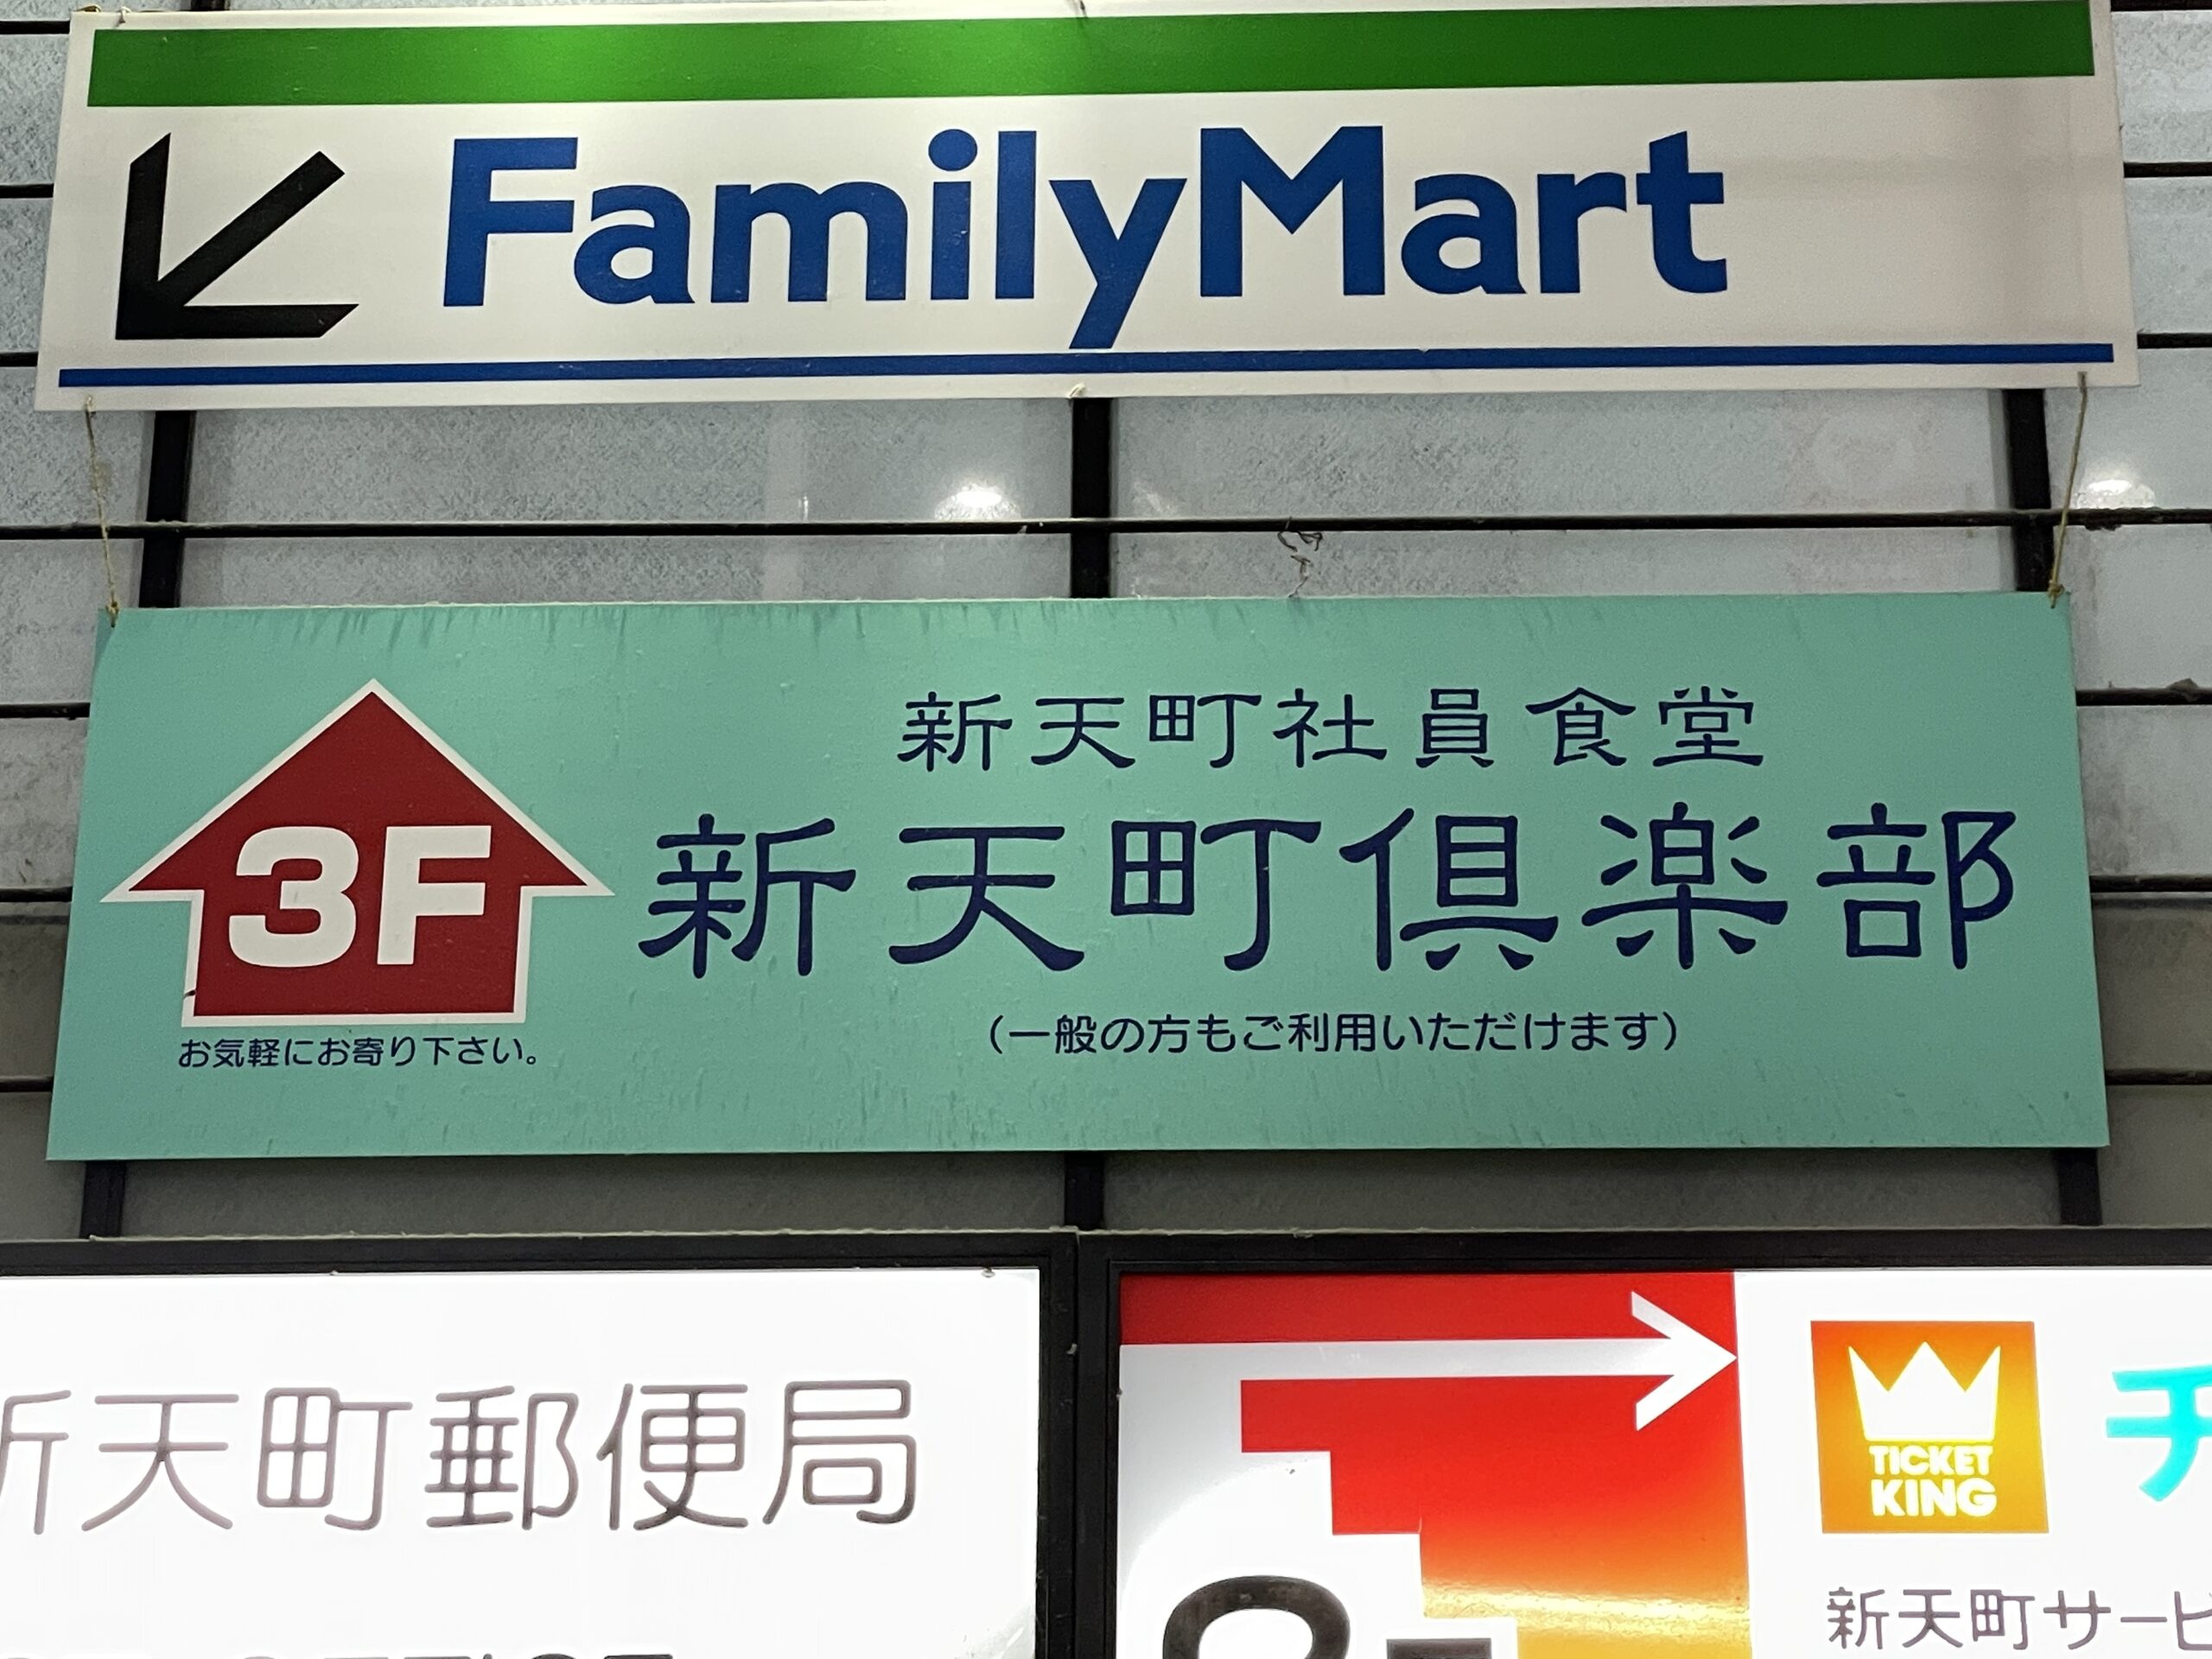 FamilyMart
新天町社員食堂
3F
新天町倶楽部
(一般の方もご利用いただけます)
お気軽にお寄り下さい。
新天町郵便局
TICKET
KING
チ
新天町サービ